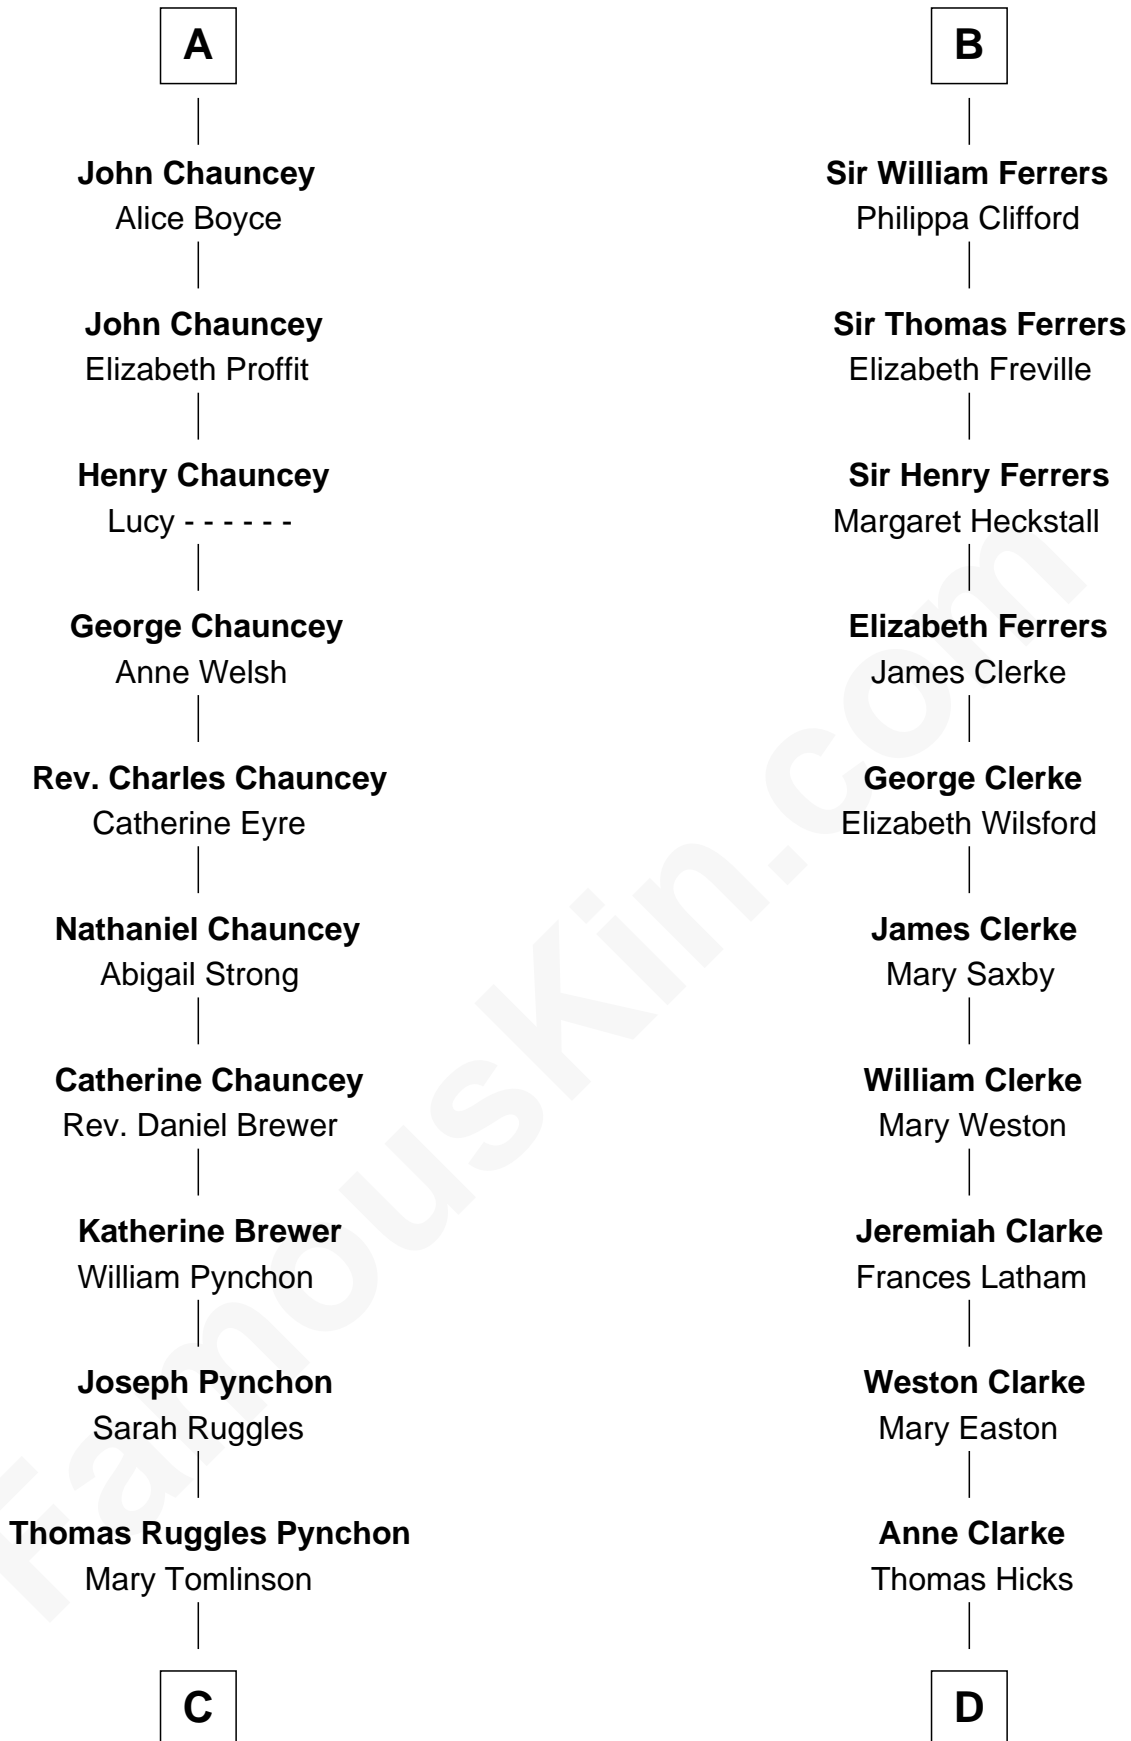 A
John Chauncey
Alice Boyce
John Chauncey
Elizabeth Proffit
Henry Chauncey
Lucy - - - - - -
George Chauncey
Anne Welsh
Rev. Charles Chauncey
Catherine Eyre
Nathaniel Chauncey
Abigail Strong
Catherine Chauncey
Rev. Daniel Brewer
Katherine Brewer
William Pynchon
Joseph Pynchon
Sarah Ruggles
Thomas Ruggles Pynchon
Mary Tomlinson
C
B
Sir William Ferrers
Philippa Clifford
Sir Thomas Ferrers
Elizabeth Freville
Sir Henry Ferrers
Margaret Heckstall
Elizabeth Ferrers
James Clerke
George Clerke
Elizabeth Wilsford
James Clerke
Mary Saxby
William Clerke
Mary Weston
Jeremiah Clarke
Frances Latham
Weston Clarke
Mary Easton
Anne Clarke
Thomas Hicks
D
FamousKin.com